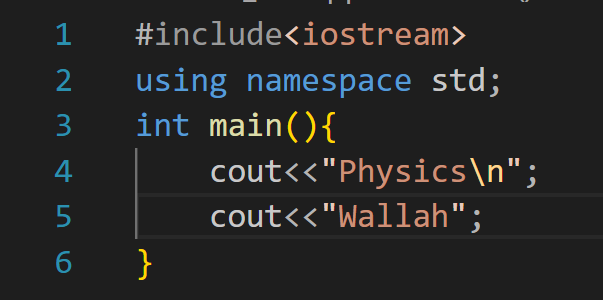 1 #include<iostream>
2 using namespace std;
3 int main(){
4 cout<<"Physics\n";
5 cout<<"Wallah";
6 }